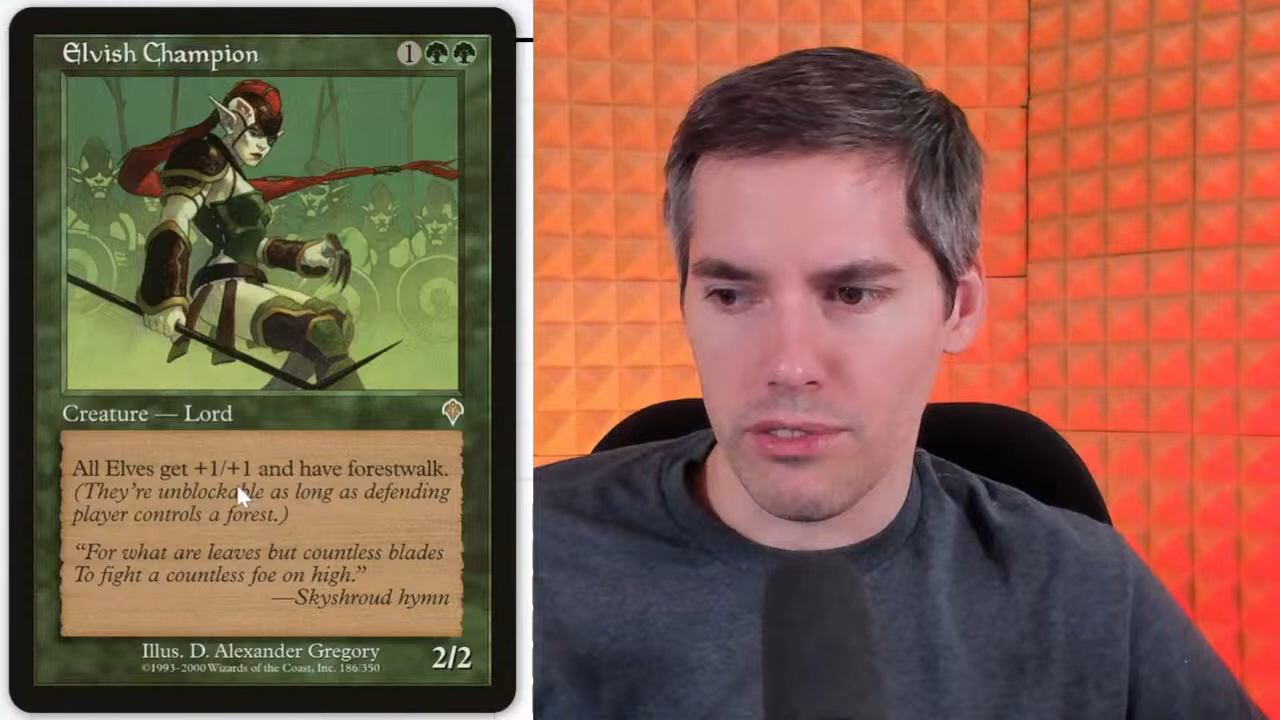 Elvish Champion 1
Creature — Lord
All Elves get +1/+1 and have forestwalk.
(They're unblockable as long as defending
player controls a forest.)
"For what are leaves but countless blades
To fight a countless foe on high."
—Skyshroud hymn
Illus. D. Alexander Gregory
©1993–2000 Wizards of the Coast, Inc. 186/350
2/2